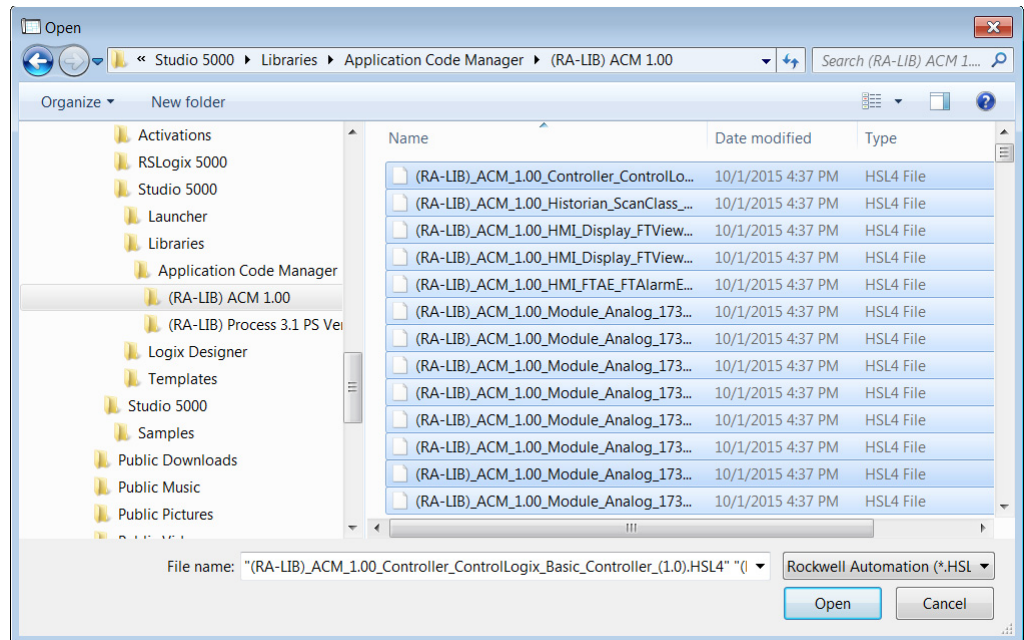 Open
« Studio 5000 ▸ Libraries ▸ Application Code Manager ▸ (RA-LIB) ACM 1.00
Search (RA-LIB) ACM 1....
Organize New folder
Activations
RSLogix 5000
Studio 5000
Launcher
Libraries
Application Code Manager
(RA-LIB) ACM 1.00
(RA-LIB) Process 3.1 PS Ver
Logix Designer
Templates
Studio 5000
Samples
Public Downloads
Public Music
Public Pictures
Name Date modified Type
(RA-LIB)_ACM_1.00_Controller_ControlLo... 10/1/2015 4:37 PM HSL4 File
(RA-LIB)_ACM_1.00_Historian_ScanClass_... 10/1/2015 4:37 PM HSL4 File
(RA-LIB)_ACM_1.00_HMI_Display_FTView... 10/1/2015 4:37 PM HSL4 File
(RA-LIB)_ACM_1.00_HMI_Display_FTView... 10/1/2015 4:37 PM HSL4 File
(RA-LIB)_ACM_1.00_HMI_FTAE_FTAlarmE... 10/1/2015 4:37 PM HSL4 File
(RA-LIB)_ACM_1.00_Module_Analog_173... 10/1/2015 4:37 PM HSL4 File
(RA-LIB)_ACM_1.00_Module_Analog_173... 10/1/2015 4:37 PM HSL4 File
(RA-LIB)_ACM_1.00_Module_Analog_173... 10/1/2015 4:37 PM HSL4 File
(RA-LIB)_ACM_1.00_Module_Analog_173... 10/1/2015 4:37 PM HSL4 File
(RA-LIB)_ACM_1.00_Module_Analog_173... 10/1/2015 4:37 PM HSL4 File
(RA-LIB)_ACM_1.00_Module_Analog_173... 10/1/2015 4:37 PM HSL4 File
(RA-LIB)_ACM_1.00_Module_Analog_173... 10/1/2015 4:37 PM HSL4 File
(RA-LIB)_ACM_1.00_Module_Analog_173... 10/1/2015 4:37 PM HSL4 File
File name: "(RA-LIB)_ACM_1.00_Controller_ControlLogix_Basic_Controller_(1.0).HSL4" "(
Rockwell Automation (*.HSL
Open Cancel